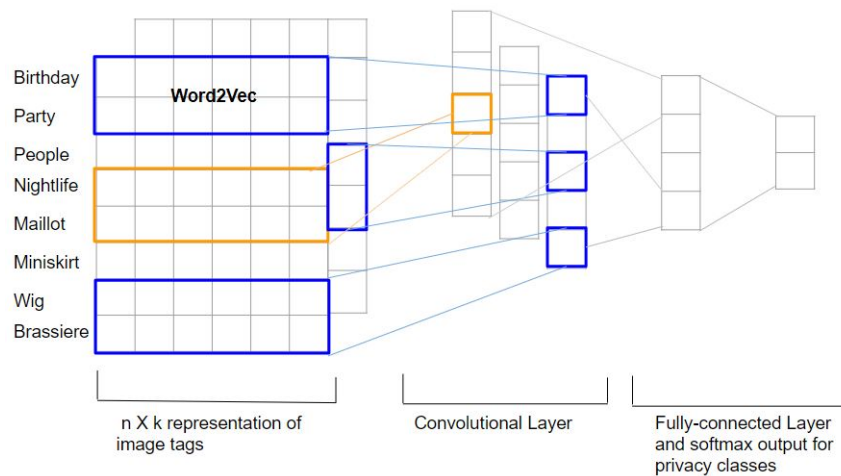 Birthday
Word2Vec
Party
People
Nightlife
Maillot
Miniskirt
Wig
Brassiere
n X k representation of
image tags
Convolutional Layer
Fully-connected Layer
and softmax output for
privacy classes